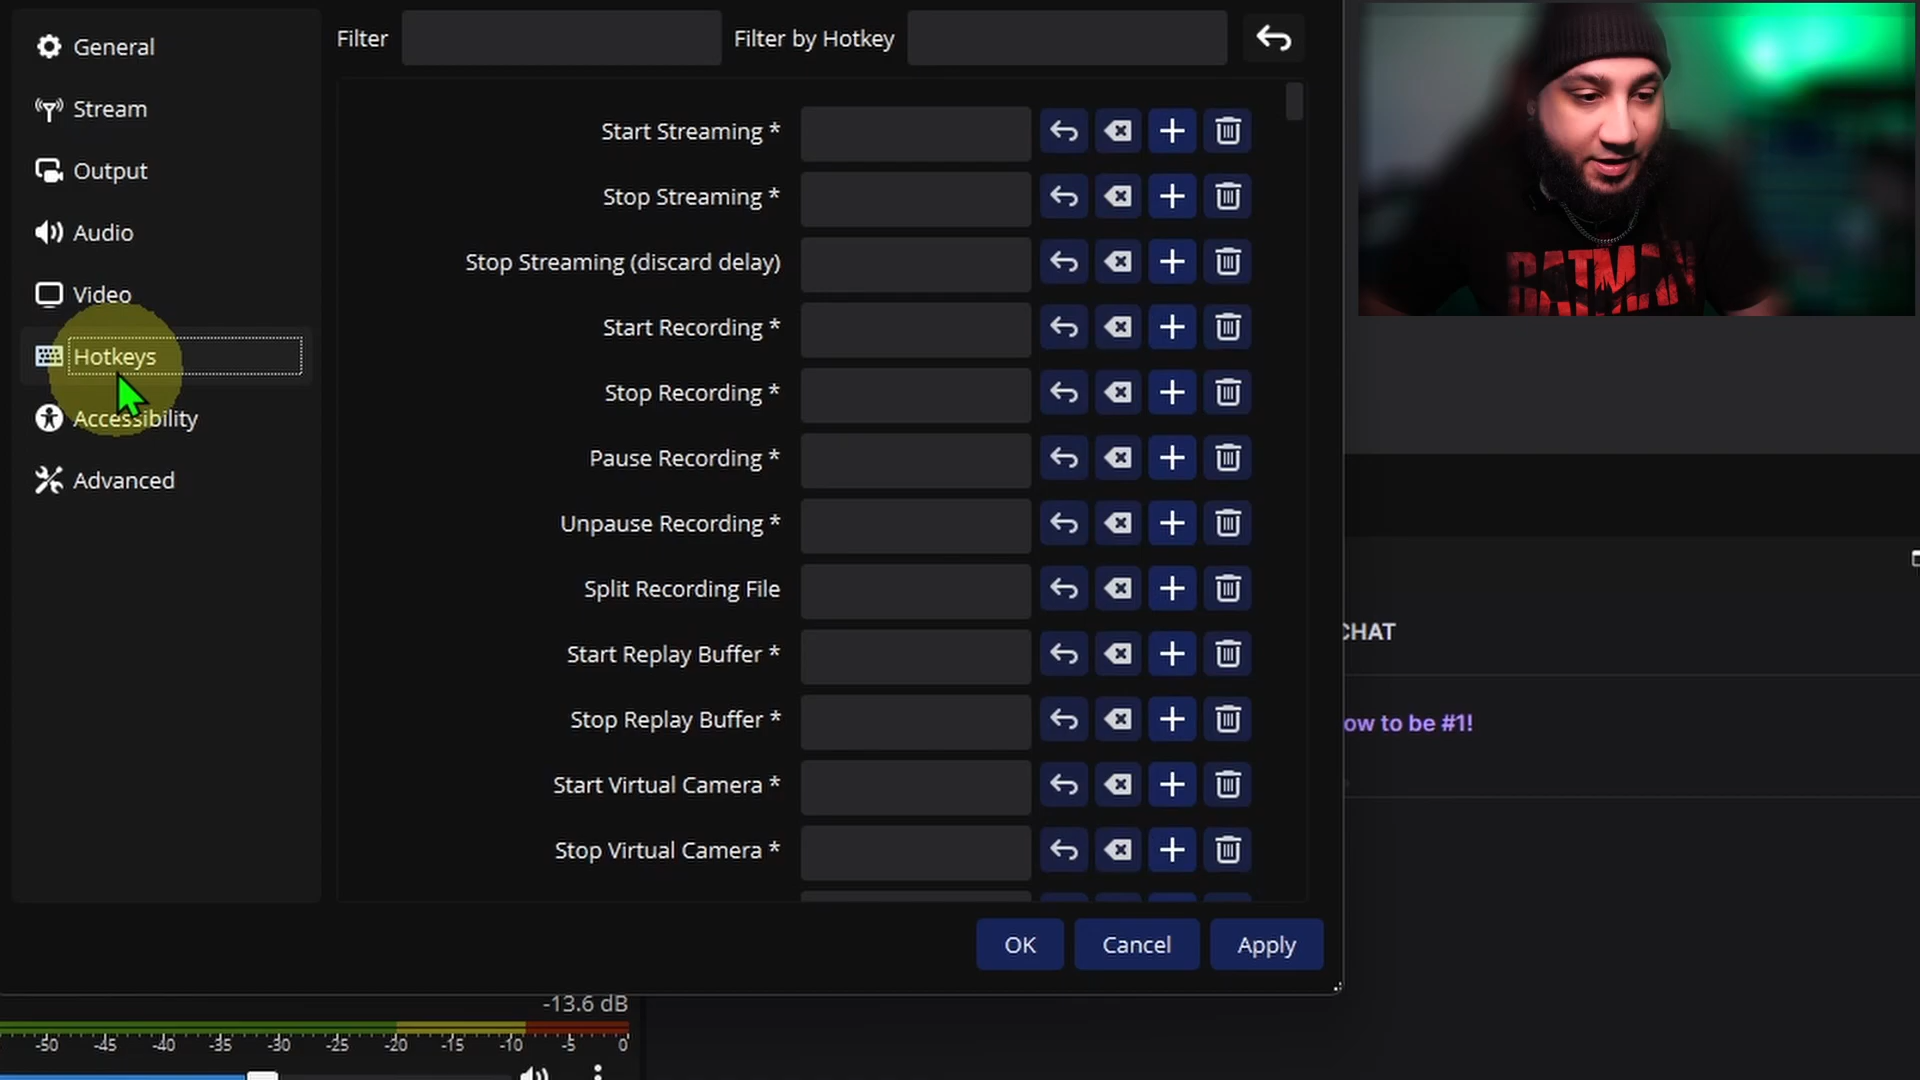 General
Stream
Output
Audio
Video
Hotkeys
Accessibility
Advanced
Filter
Filter by Hotkey
Start Streaming *
Stop Streaming *
Stop Streaming (discard delay)
Start Recording *
Stop Recording *
Pause Recording *
Unpause Recording *
Split Recording File
Start Replay Buffer *
Stop Replay Buffer *
Start Virtual Camera *
Stop Virtual Camera *
OK Cancel Apply
BATMAN
CHAT
ow to be #1!
-13.6 dB
-50 -45 -40 -35 -30 -25 -20 -15 -10 -5 0